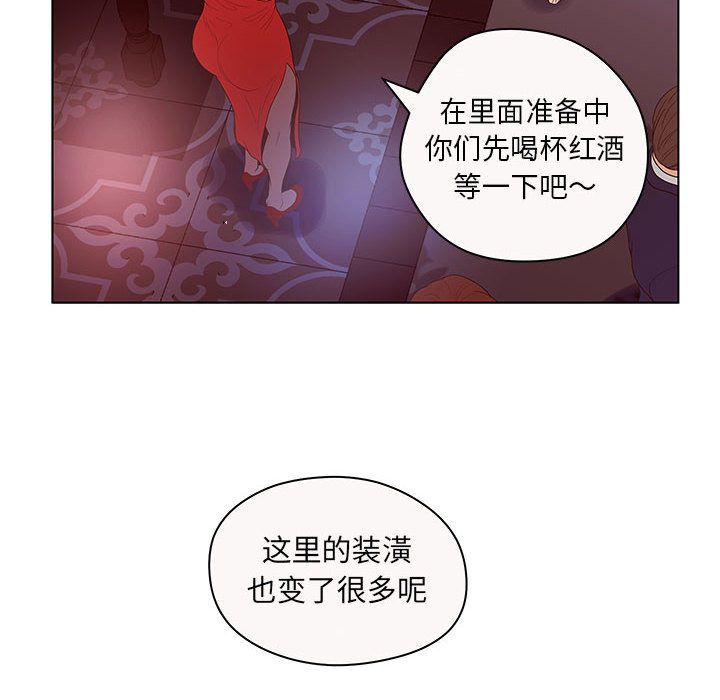 在里面准备中
你们先喝杯红酒
等一下吧～
这里的装潢
也变了很多呢